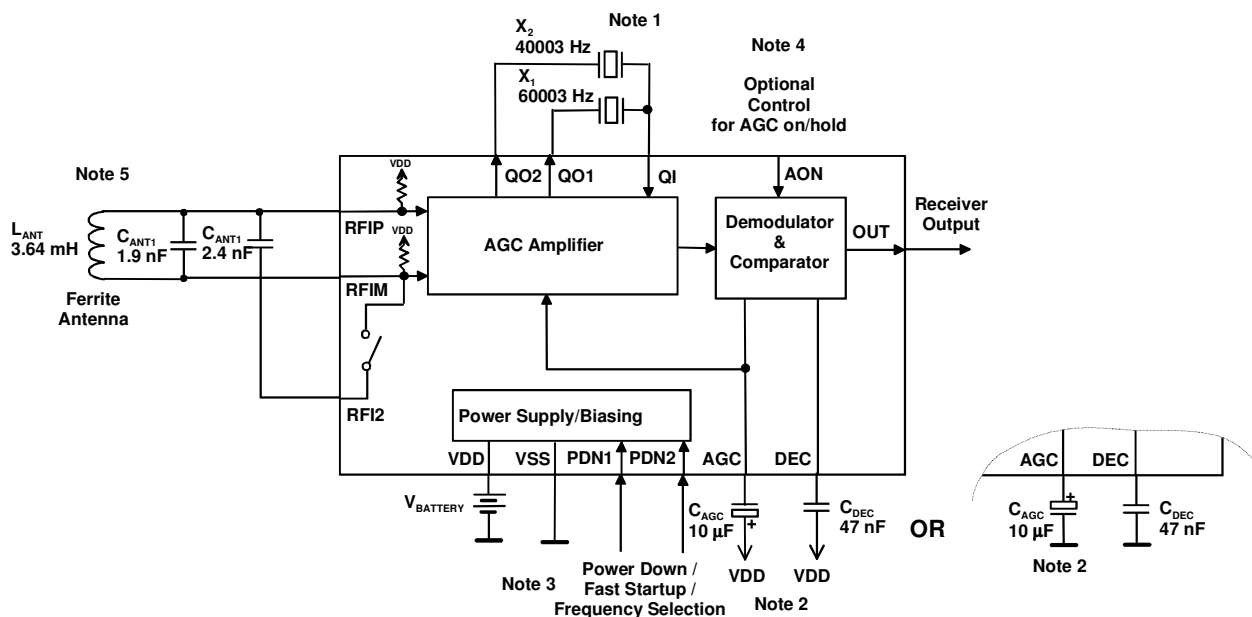 Note 1
X2
40003 Hz
X1
60003 Hz
Note 4
Optional
Control
for AGC on/hold
Note 5
VDD
QO2
QO1
QI
AON
LANT
3.64 mH
CANT1
1.9 nF
CANT1
2.4 nF
RFIP
VDD
RFIM
AGC Amplifier
Demodulator
&
Comparator
OUT
Receiver
Output
Ferrite
Antenna
RFI2
Power Supply/Biasing
VDD
VSS
PDN1
PDN2
AGC
DEC
VBATTERY
CAGC
10 µF
+
CDEC
47 nF
VDD
VDD
Note 3
Power Down /
Fast Startup /
Frequency Selection
Note 2
OR
AGC
DEC
CAGC
10 µF
+
CDEC
47 nF
Note 2